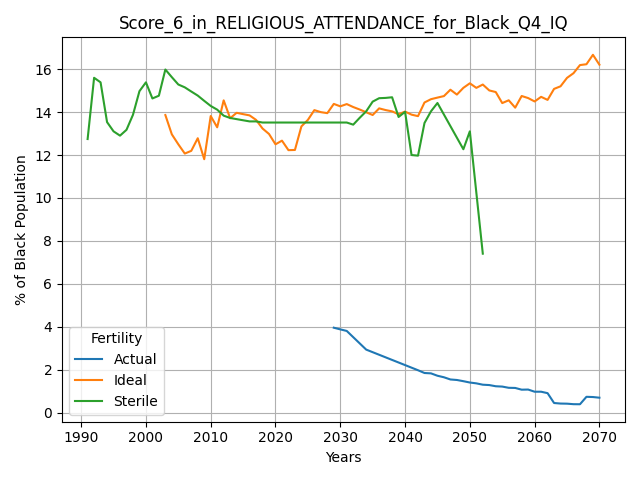 Score_6_in_RELIGIOUS_ATTENDANCE_for_Black_Q4_IQ
% of Black Population
16
14
12
10
8
6
4
2
0
Fertility
Actual
Ideal
Sterile
1990 2000 2010 2020 2030 2040 2050 2060 2070
Years